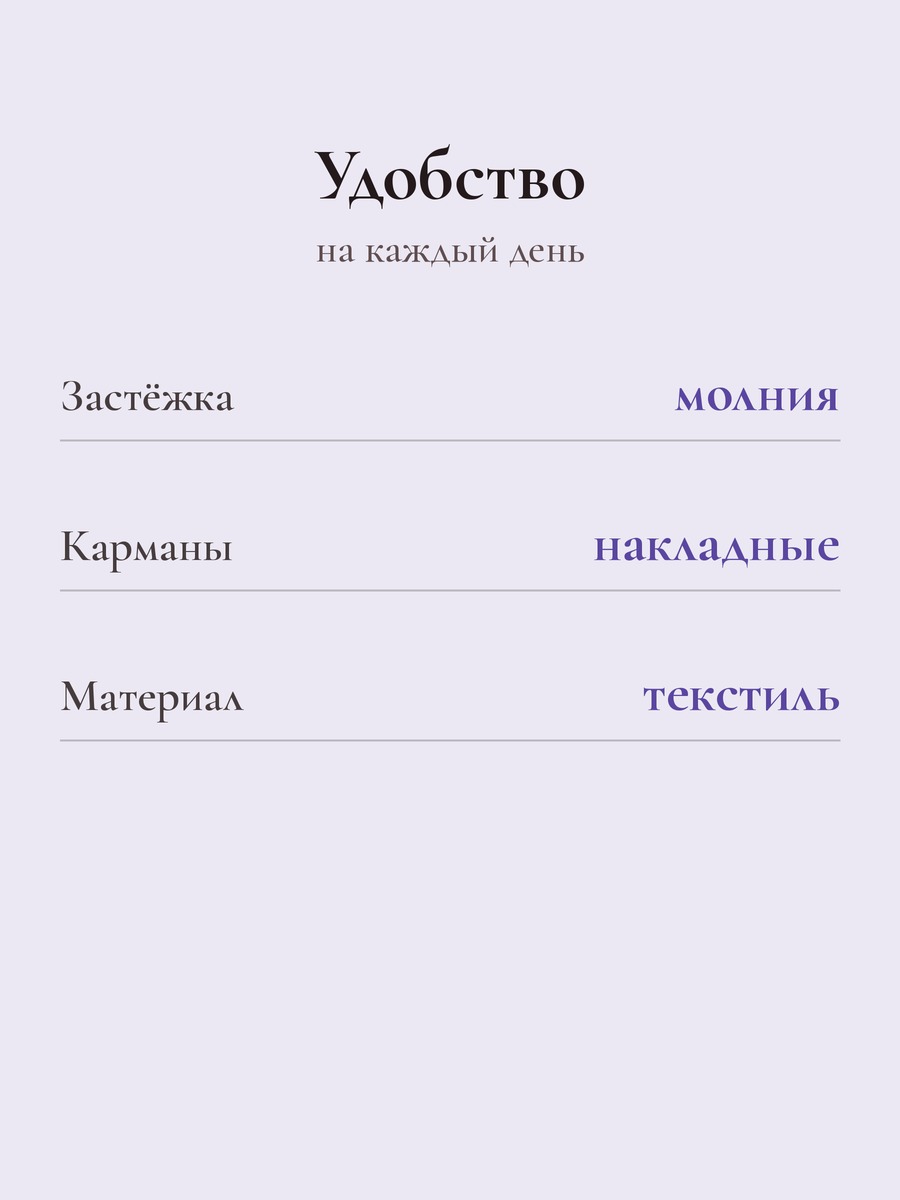 Удобство
на каждый день
Застёжка молния
Карманы накладные
Материал текстиль